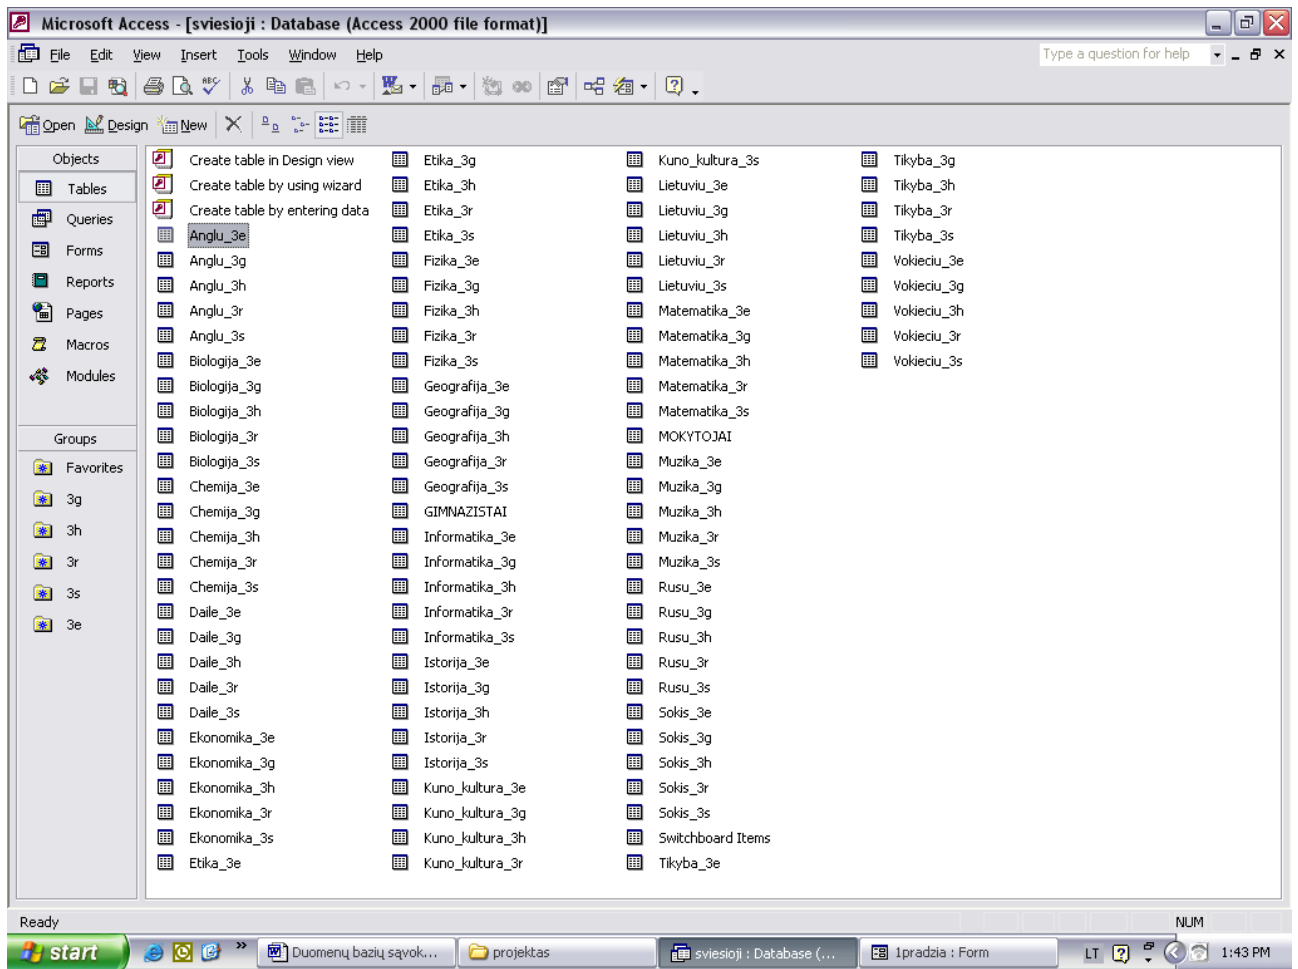 Microsoft Access - [sviesioji : Database (Access 2000 file format)]
File Edit View Insert Tools Window Help
Type a question for help
Open Design New
Objects
Tables
Queries
Forms
Reports
Pages
Macros
Modules
Groups
Favorites
3g
3h
3r
3s
3e
Create table in Design view
Create table by using wizard
Create table by entering data
Anglu_3e
Anglu_3g
Anglu_3h
Anglu_3r
Anglu_3s
Biologija_3e
Biologija_3g
Biologija_3h
Biologija_3r
Biologija_3s
Chemija_3e
Chemija_3g
Chemija_3h
Chemija_3r
Chemija_3s
Daile_3e
Daile_3g
Daile_3h
Daile_3r
Daile_3s
Ekonomika_3e
Ekonomika_3g
Ekonomika_3h
Ekonomika_3r
Ekonomika_3s
Etika_3e
Etika_3g
Etika_3h
Etika_3r
Etika_3s
Fizika_3e
Fizika_3g
Fizika_3h
Fizika_3r
Fizika_3s
Geografija_3e
Geografija_3g
Geografija_3h
Geografija_3r
Geografija_3s
GIMNAZISTAI
Informatika_3e
Informatika_3g
Informatika_3h
Informatika_3r
Informatika_3s
Istorija_3e
Istorija_3g
Istorija_3h
Istorija_3r
Istorija_3s
Kuno_kultura_3e
Kuno_kultura_3g
Kuno_kultura_3h
Kuno_kultura_3r
Kuno_kultura_3s
Lietuviu_3e
Lietuviu_3g
Lietuviu_3h
Lietuviu_3r
Lietuviu_3s
Matematika_3e
Matematika_3g
Matematika_3h
Matematika_3r
Matematika_3s
MOKYTOJAI
Muzika_3e
Muzika_3g
Muzika_3h
Muzika_3r
Muzika_3s
Rusu_3e
Rusu_3g
Rusu_3h
Rusu_3r
Rusu_3s
Sokis_3e
Sokis_3g
Sokis_3h
Sokis_3r
Sokis_3s
Switchboard Items
Tikyba_3e
Tikyba_3g
Tikyba_3h
Tikyba_3r
Tikyba_3s
Vokieciu_3e
Vokieciu_3g
Vokieciu_3h
Vokieciu_3r
Vokieciu_3s
Ready NUM
start » Duomenų bazių sąvok... projektas sviesioji : Database (... 1pradzia : Form LT 1:43 PM